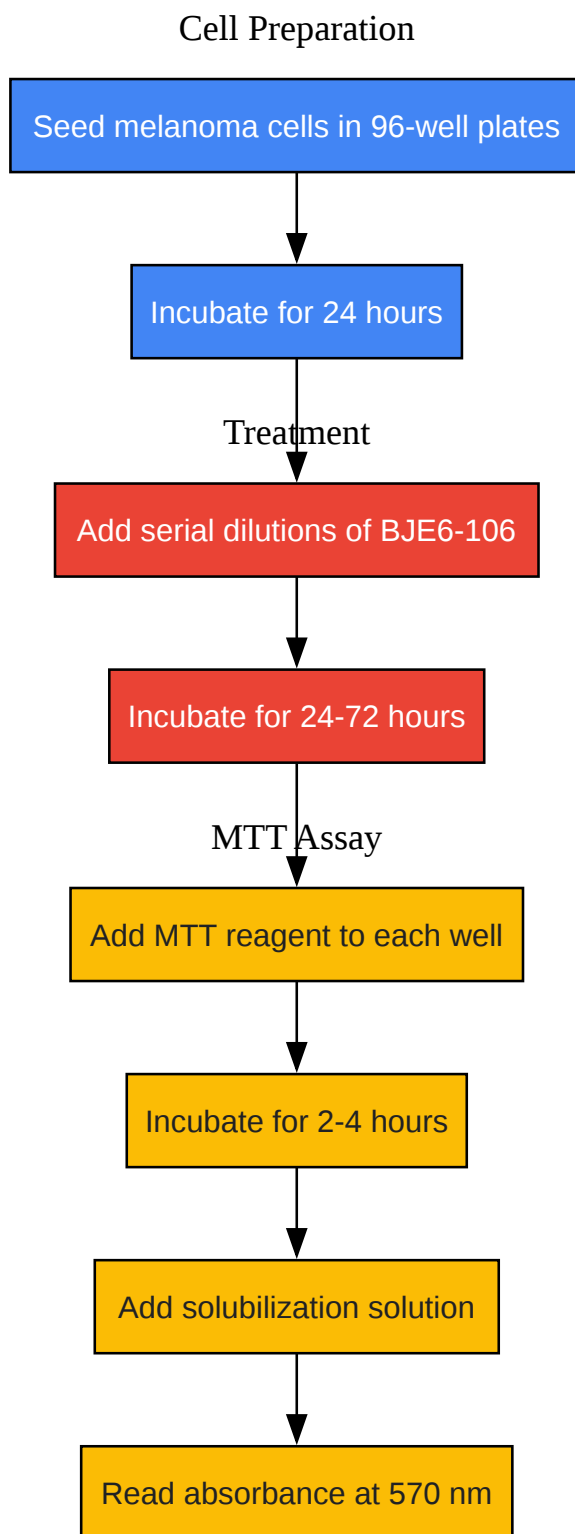 Cell Preparation
Seed melanoma cells in 96-well plates
Incubate for 24 hours
Treatment
Add serial dilutions of BJE6-106
Incubate for 24-72 hours
MTT Assay
Add MTT reagent to each well
Incubate for 2-4 hours
Add solubilization solution
Read absorbance at 570 nm